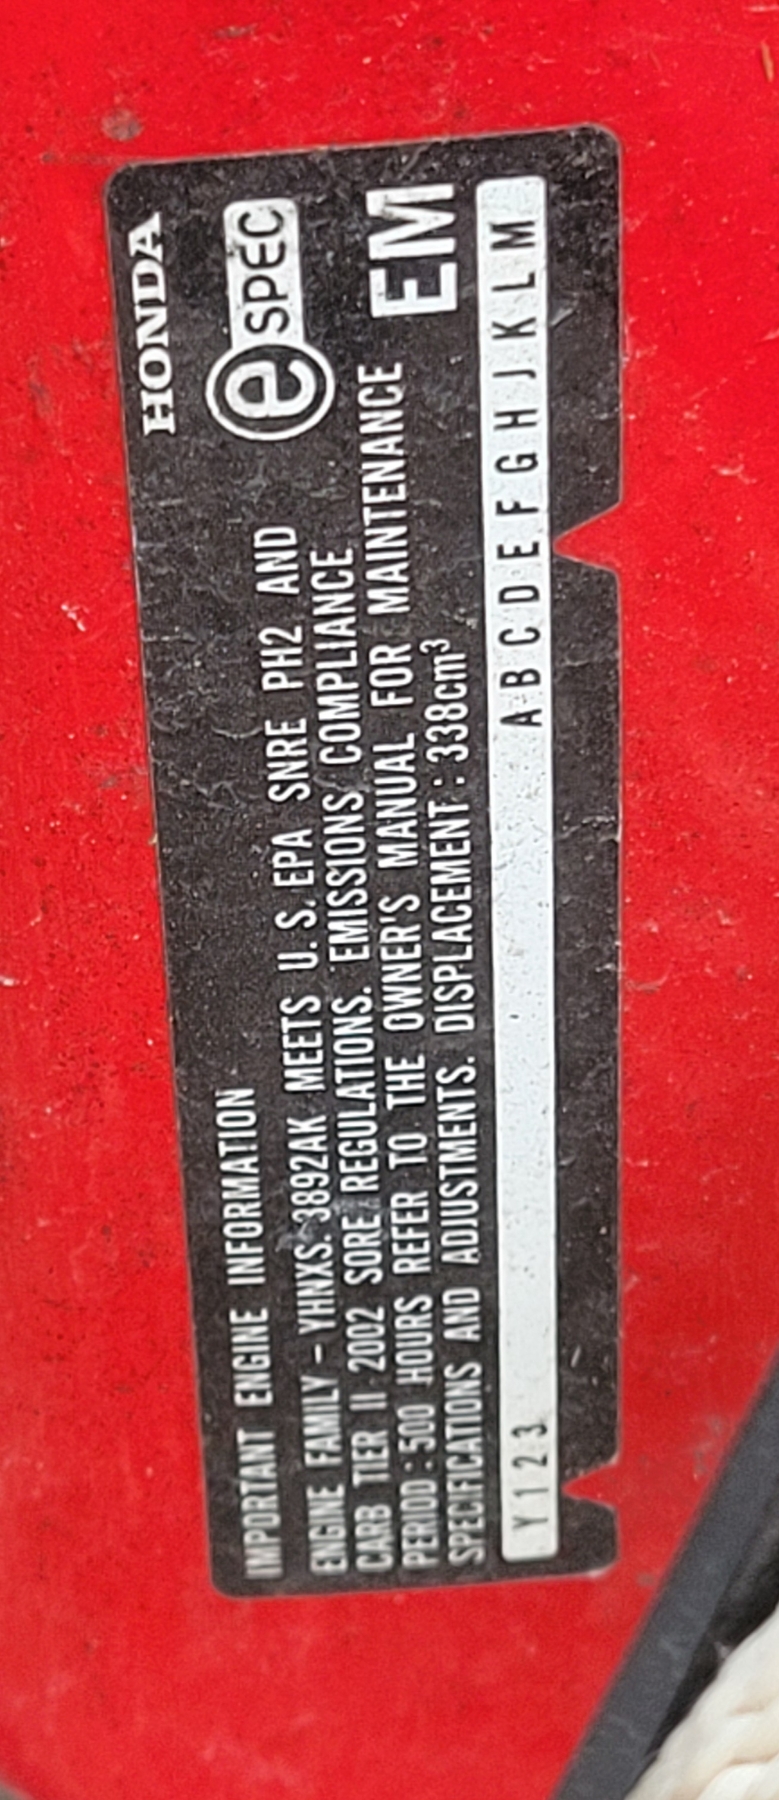 HONDA
e SPEC
EM
IMPORTANT ENGINE INFORMATION
ENGINE FAMILY – YHNXS. 3892AK MEETS U. S. EPA SNRE PH2 AND
CARB TIER II 2002 SORE REGULATIONS. EMISSIONS COMPLIANCE
PERIOD : 500 HOURS REFER TO THE OWNER'S MANUAL FOR MAINTENANCE
SPECIFICATIONS AND ADJUSTMENTS. DISPLACEMENT : 338cm³
Y 1 2 3 A B C D E F G H J K L M